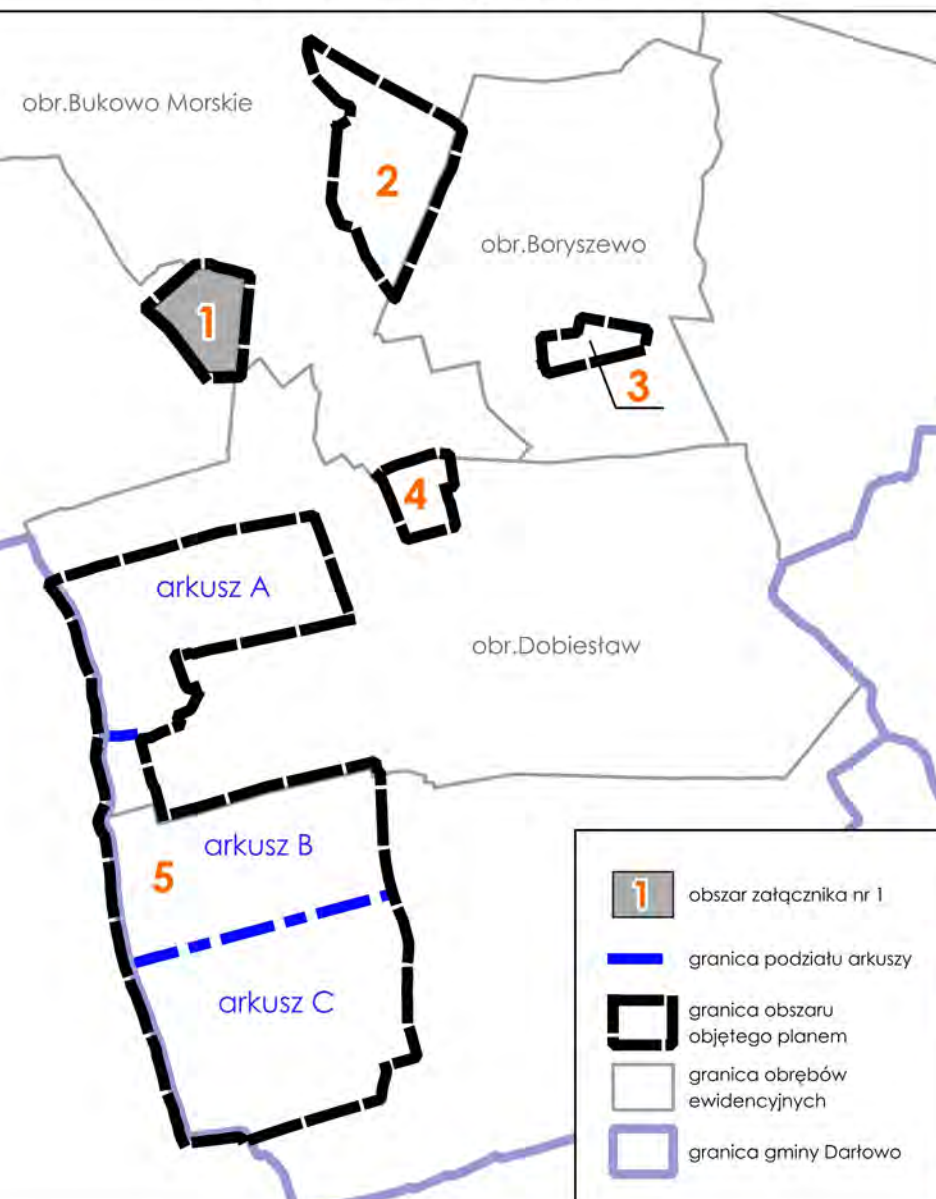 obr.Bukowo Morskie
2
obr.Boryszewo
1
3
4
arkusz A
obr.Dobiesław
arkusz B
5
arkusz C
1 obszar załącznika nr 1
granica podziału arkuszy
granica obszaru
objętego planem
granica obrębów
ewidencyjnych
granica gminy Darłowo